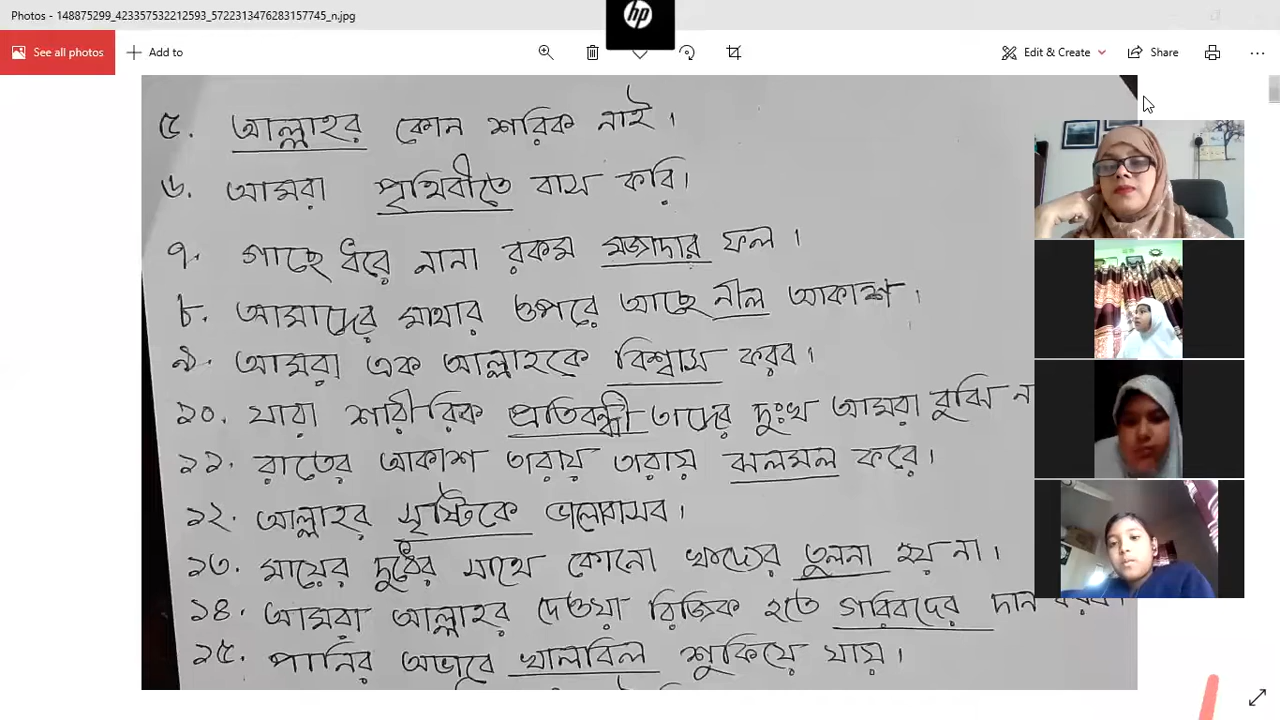 Photos - 148875299_423357532212593_5722313476283157745_n.jpg
hp
See all photos
Add to
Edit & Create
Share
৫. আল্লাহর কোন শরিক নাই।
৬. আমরা পৃথিবীতে বাস করি।
৭. গাছে ধরে নানা রকম মজাদার ফল।
৮. আমাদের মাথার ওপরে আছে নীল আকাশ।
৯. আমরা এক আল্লাহকে বিশ্বাস করব।
১০. যারা শারীরিক প্রতিবন্ধী তাদের দুঃখ আমরা বুঝি
১১. রাতের আকাশ তারায় তারায় ঝলমল করে।
১২. আল্লাহর সৃষ্টিকে ভালোবাসব।
১৩. মায়ের দুধের সাথে কোনো খাদ্যের তুলনা হয় না।
১৪. আমরা আল্লাহর দেওয়া রিজিক হতে গরিবদের দান
১৫. পানির অভাবে খালবিল শুকিয়ে যায়।